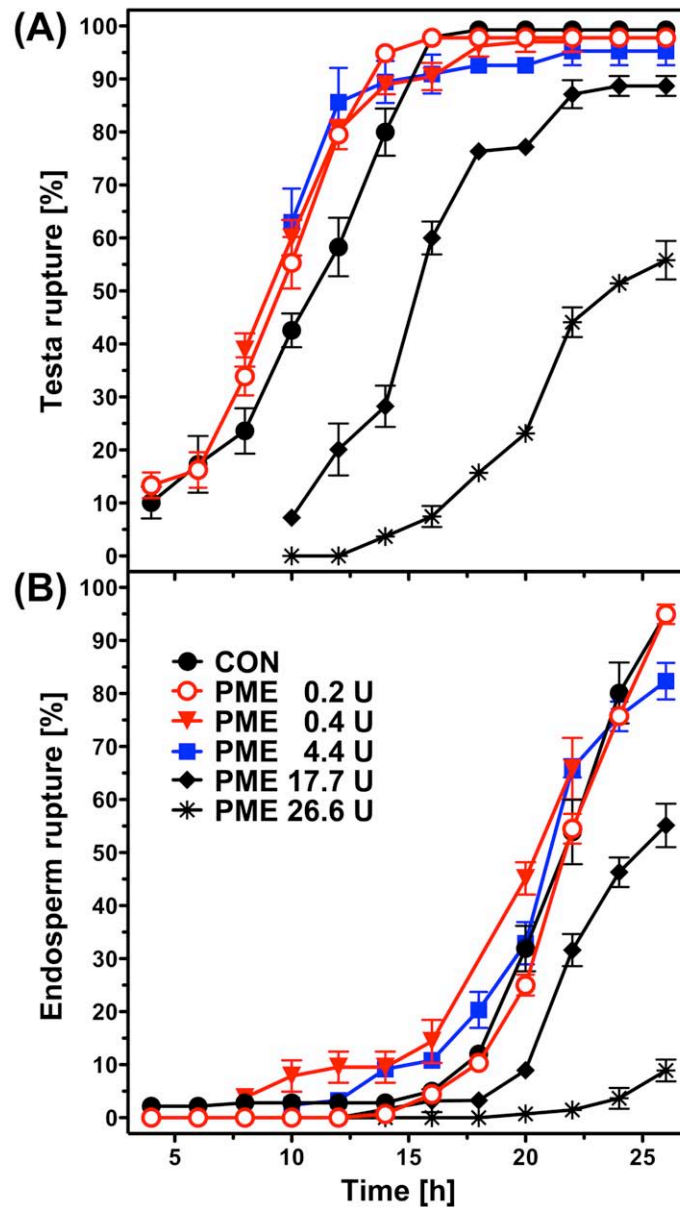 (A)
100
90
80
70
60
50
40
30
20
10
0
Testa rupture [%]
(B)
100
90
80
70
60
50
40
30
20
10
0
Endosperm rupture [%]
CON
PME 0.2 U
PME 0.4 U
PME 4.4 U
PME 17.7 U
PME 26.6 U
5 10 15 20 25
Time [h]